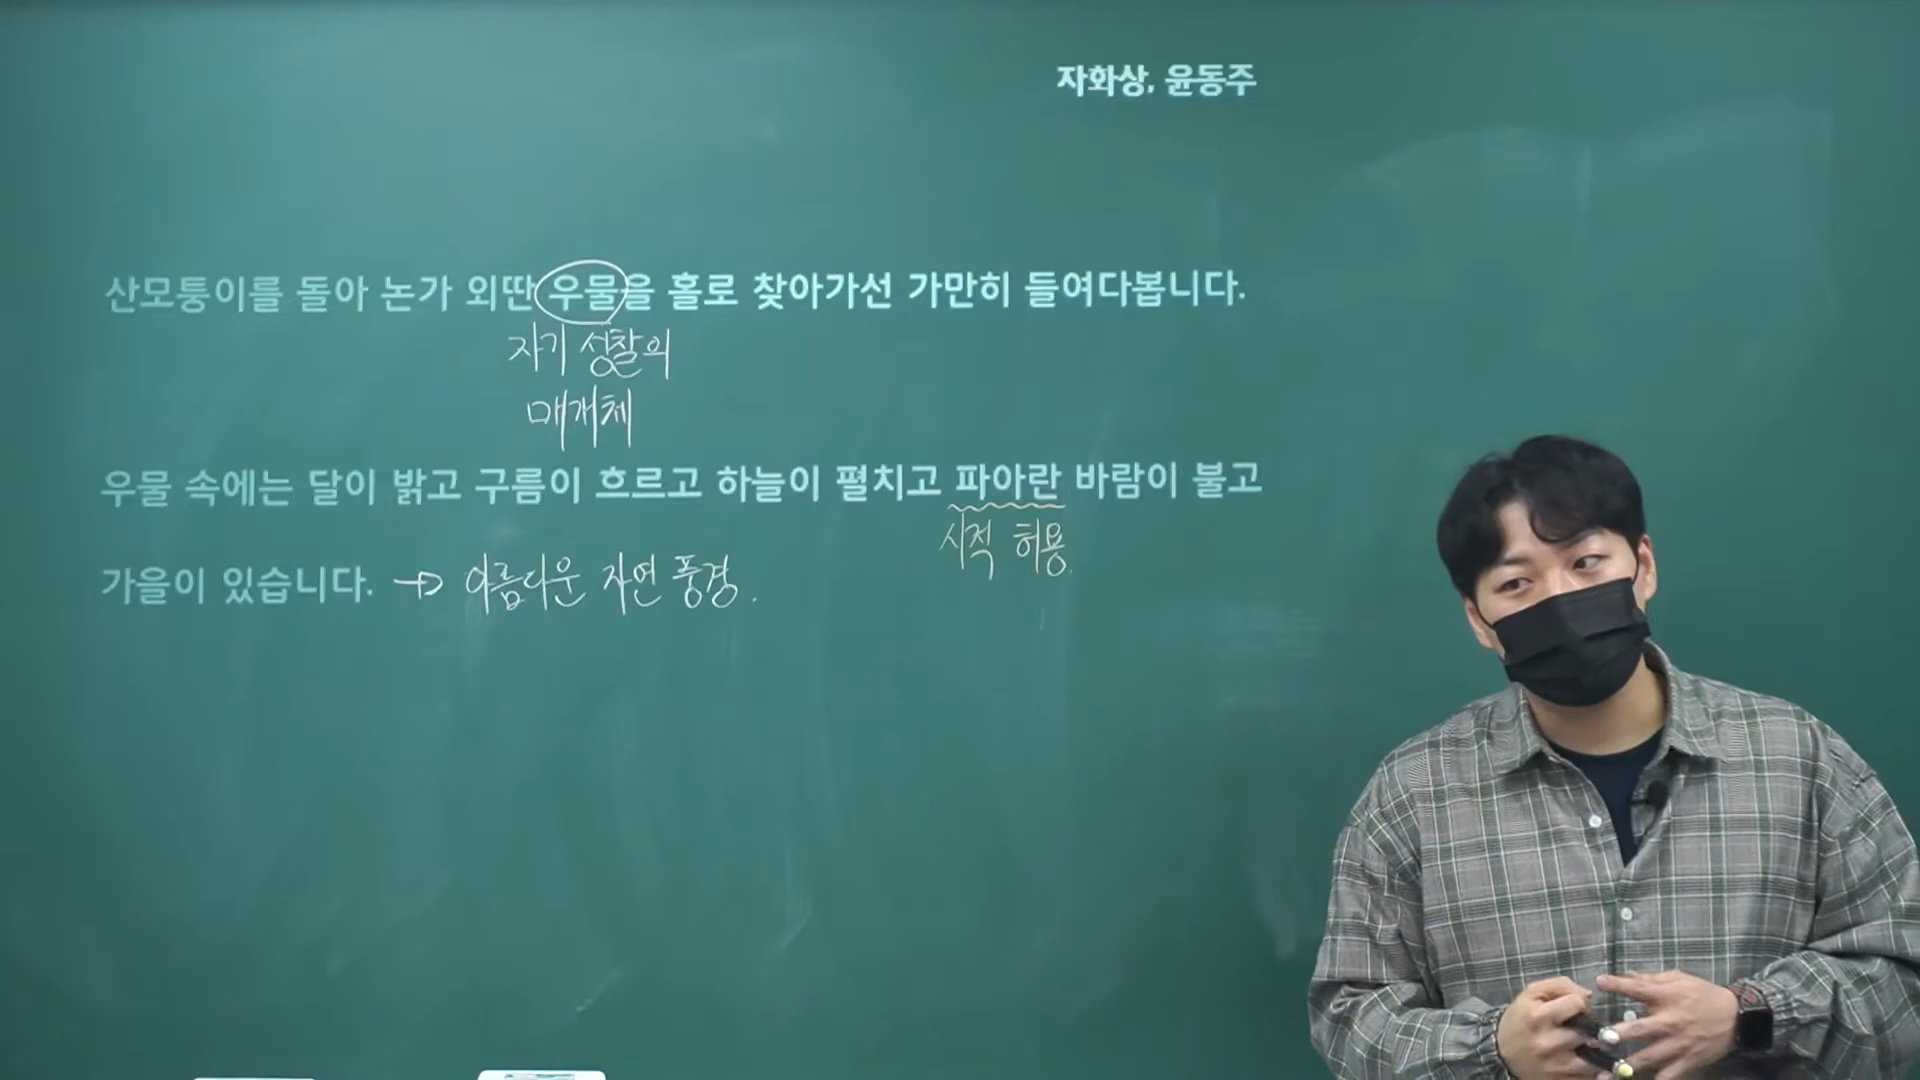 자화상, 윤동주
산모퉁이를 돌아 논가 외딴 우물을 홀로 찾아가선 가만히 들여다봅니다.
자기 성찰의
매개체
우물 속에는 달이 밝고 구름이 흐르고 하늘이 펼치고 파아란 바람이 불고
시적 허용.
가을이 있습니다. → 아름다운 자연 풍경.